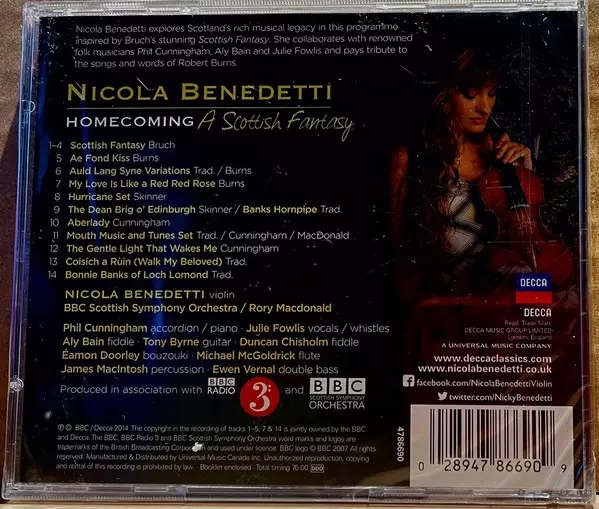 Nicola Benedetti explores Scotland's rich musical legacy in this programme
inspired by Bruch's stunning Scottish Fantasy. She collaborates with renowned
folk musicians Phil Cunningham, Aly Bain and Julie Fowlis and pays tribute to
the songs and words of Robert Burns.
NICOLA BENEDETTI
HOMECOMING A Scottish Fantasy
1-4 Scottish Fantasy Bruch
5 Ae Fond Kiss Burns
6 Auld Lang Syne Variations Trad. / Burns
7 My Love Is Like a Red Red Rose Burns
8 Hurricane Set Skinner
9 The Dean Brig o' Edinburgh Skinner / Banks Hornpipe Trad.
10 Aberlady Cunningham
11 Mouth Music and Tunes Set Trad. / Cunningham / MacDonald
12 The Gentle Light That Wakes Me Cunningham
13 Coisich a Rùin (Walk My Beloved) Trad.
14 Bonnie Banks of Loch Lomond Trad.
NICOLA BENEDETTI violin
BBC Scottish Symphony Orchestra / Rory Macdonald
Phil Cunningham accordion / piano · Julie Fowlis vocals / whistles
Aly Bain fiddle · Tony Byrne guitar · Duncan Chisholm fiddle
Éamon Doorley bouzouki · Michael McGoldrick flute
James MacIntosh percussion · Ewen Vernal double bass
Produced in association with BBC RADIO 3 and BBC SCOTTISH SYMPHONY ORCHESTRA
℗© BBC / Decca 2014 The copyright in the recording of tracks 1-5, 7 & 14 is jointly owned by the BBC
and Decca. The BBC, BBC Radio 3 and BBC Scottish Symphony Orchestra word marks and logos are
trademarks of the British Broadcasting Corporation and used under licence. BBC logo © BBC 2007 All rights
reserved. Manufactured & Distributed by Universal Music Canada Inc. Unauthorized reproduction, copying
and rental of this recording is prohibited by law · Booklet enclosed · Total timing 76.00 DDD
DECCA
DECCA
Regd. Trade Mark
DECCA MUSIC GROUP LIMITED
London, England
A UNIVERSAL MUSIC COMPANY
www.deccaclassics.com
www.nicolabenedetti.co.uk
facebook.com/NicolaBenedettiViolin
twitter.com/NickyBenedetti
4786690
0 28947 86690 9